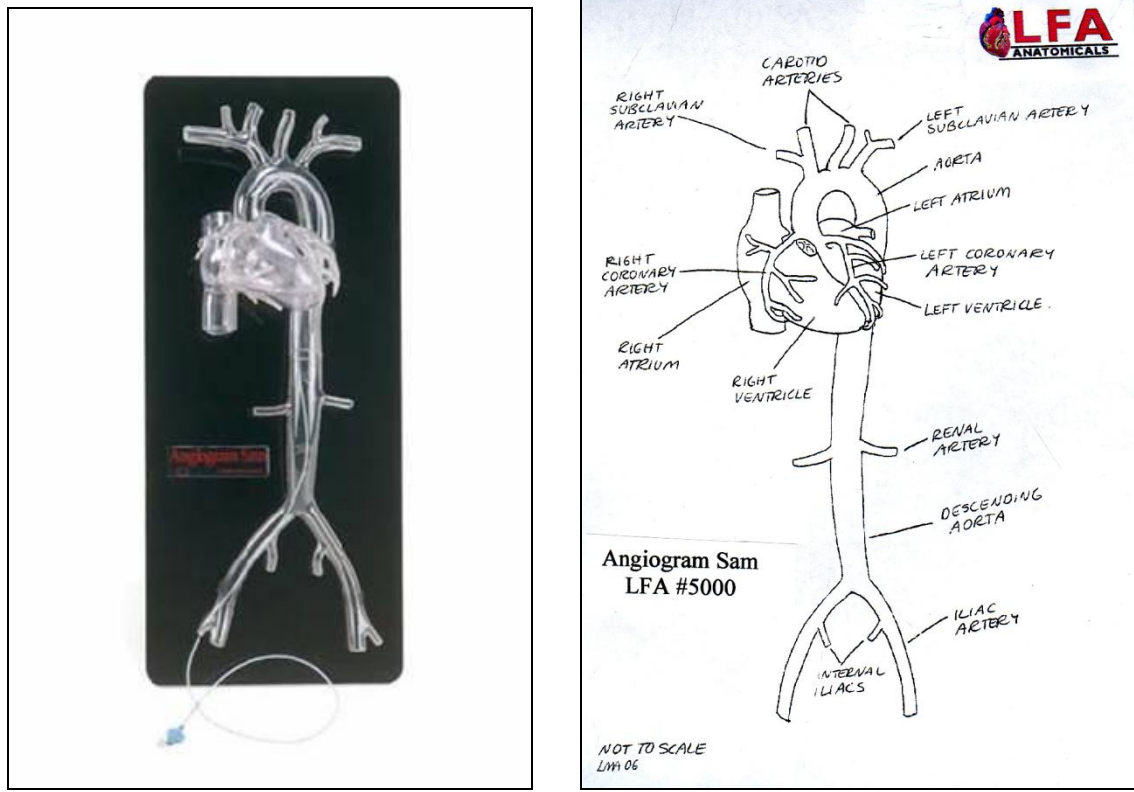 Angiogram Sam
LFA
ANATOMICALS
CAROTID
ARTERIES
RIGHT
SUBCLAVIAN
ARTERY
LEFT
SUBCLAVIAN ARTERY
AORTA
LEFT ATRIUM
RIGHT
CORONARY
ARTERY
LEFT CORONARY
ARTERY
LEFT VENTRICLE.
RIGHT
ATRIUM
RIGHT
VENTRICLE
RENAL
ARTERY
DESCENDING
AORTA
Angiogram Sam
LFA #5000
ILIAC
ARTERY
INTERNAL
ILIACS
NOT TO SCALE
LMA 06